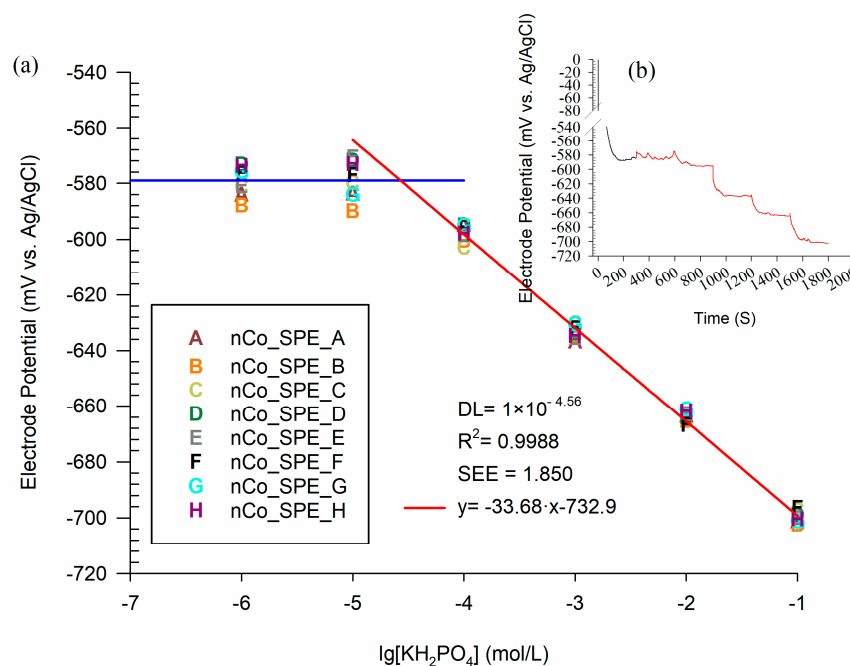 (a)
(b)
Electrode Potential (mV vs. Ag/AgCl)
-540
-560
-580
-600
-620
-640
-660
-680
-700
-720
-7
-6
-5
-4
-3
-2
-1
lg[KH₂PO₄] (mol/L)
A nCo_SPE_A
B nCo_SPE_B
C nCo_SPE_C
D nCo_SPE_D
E nCo_SPE_E
F nCo_SPE_F
G nCo_SPE_G
H nCo_SPE_H
DL= 1×10⁻⁴·⁵⁶
R²= 0.9988
SEE = 1.850
y= -33.68·x-732.9
Electrode Potential (mV vs. Ag/AgCl)
0
-20
-40
-60
-80
-540
-560
-580
-600
-620
-640
-660
-680
-700
-720
0
200
400
600
800
1000
1200
1400
1600
1800
2000
Time (S)